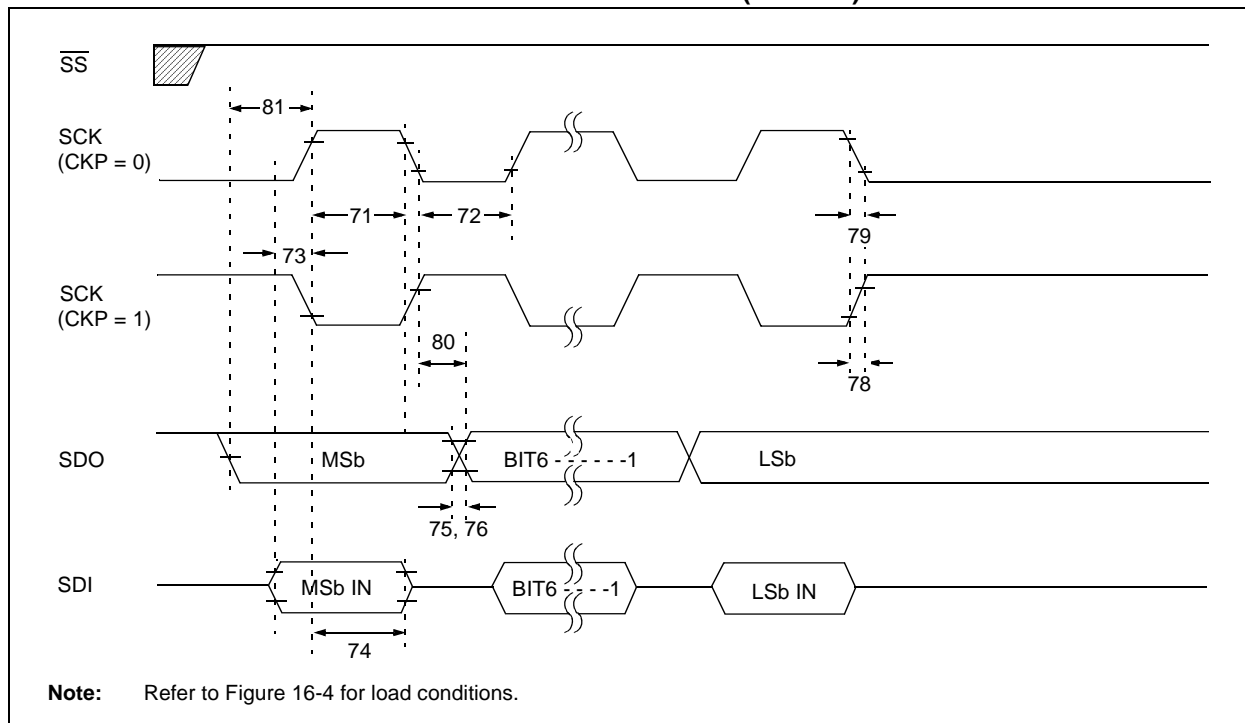 SS
81
SCK
(CKP = 0)
71
72
79
73
SCK
(CKP = 1)
80
78
SDO
MSb
BIT6 - - - - - -1
LSb
75, 76
SDI
MSb IN
BIT6 - - - -1
LSb IN
74
Note: Refer to Figure 16-4 for load conditions.